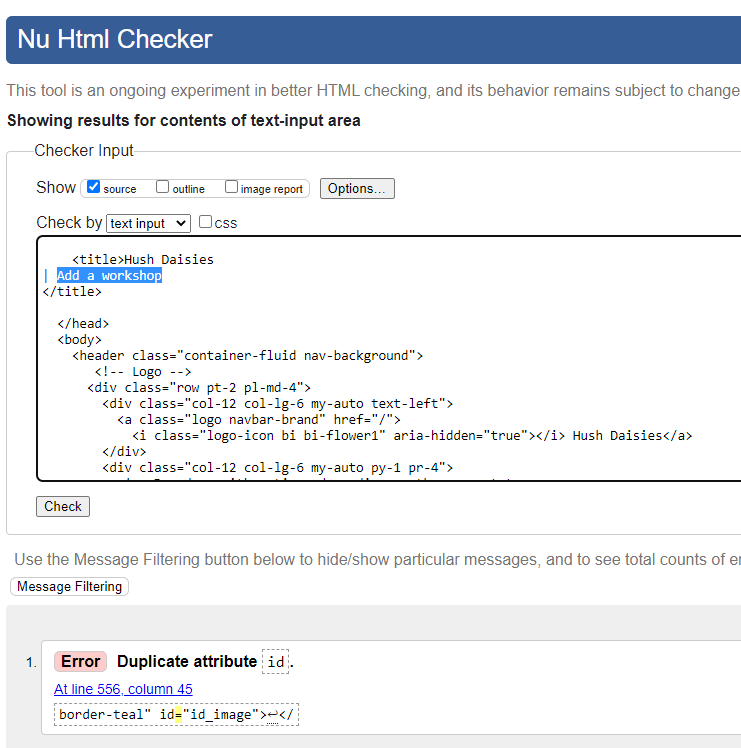 Nu Html Checker
This tool is an ongoing experiment in better HTML checking, and its behavior remains subject to change
Showing results for contents of text-input area
Checker Input
Show source outline image report Options...
Check by text input css
<title>Hush Daisies
| Add a workshop
</title>
</head>
<body>
<header class="container-fluid nav-background">
<!-- Logo -->
<div class="row pt-2 pl-md-4">
<div class="col-12 col-lg-6 my-auto text-left">
<a class="logo navbar-brand" href="/">
<i class="logo-icon bi bi-flower1" aria-hidden="true"></i> Hush Daisies</a>
</div>
<div class="col-12 col-lg-6 my-auto py-1 pr-4">
Check
Use the Message Filtering button below to hide/show particular messages, and to see total counts of
Message Filtering
1. Error Duplicate attribute id.
At line 556, column 45
border-teal" id="id_image">↩</